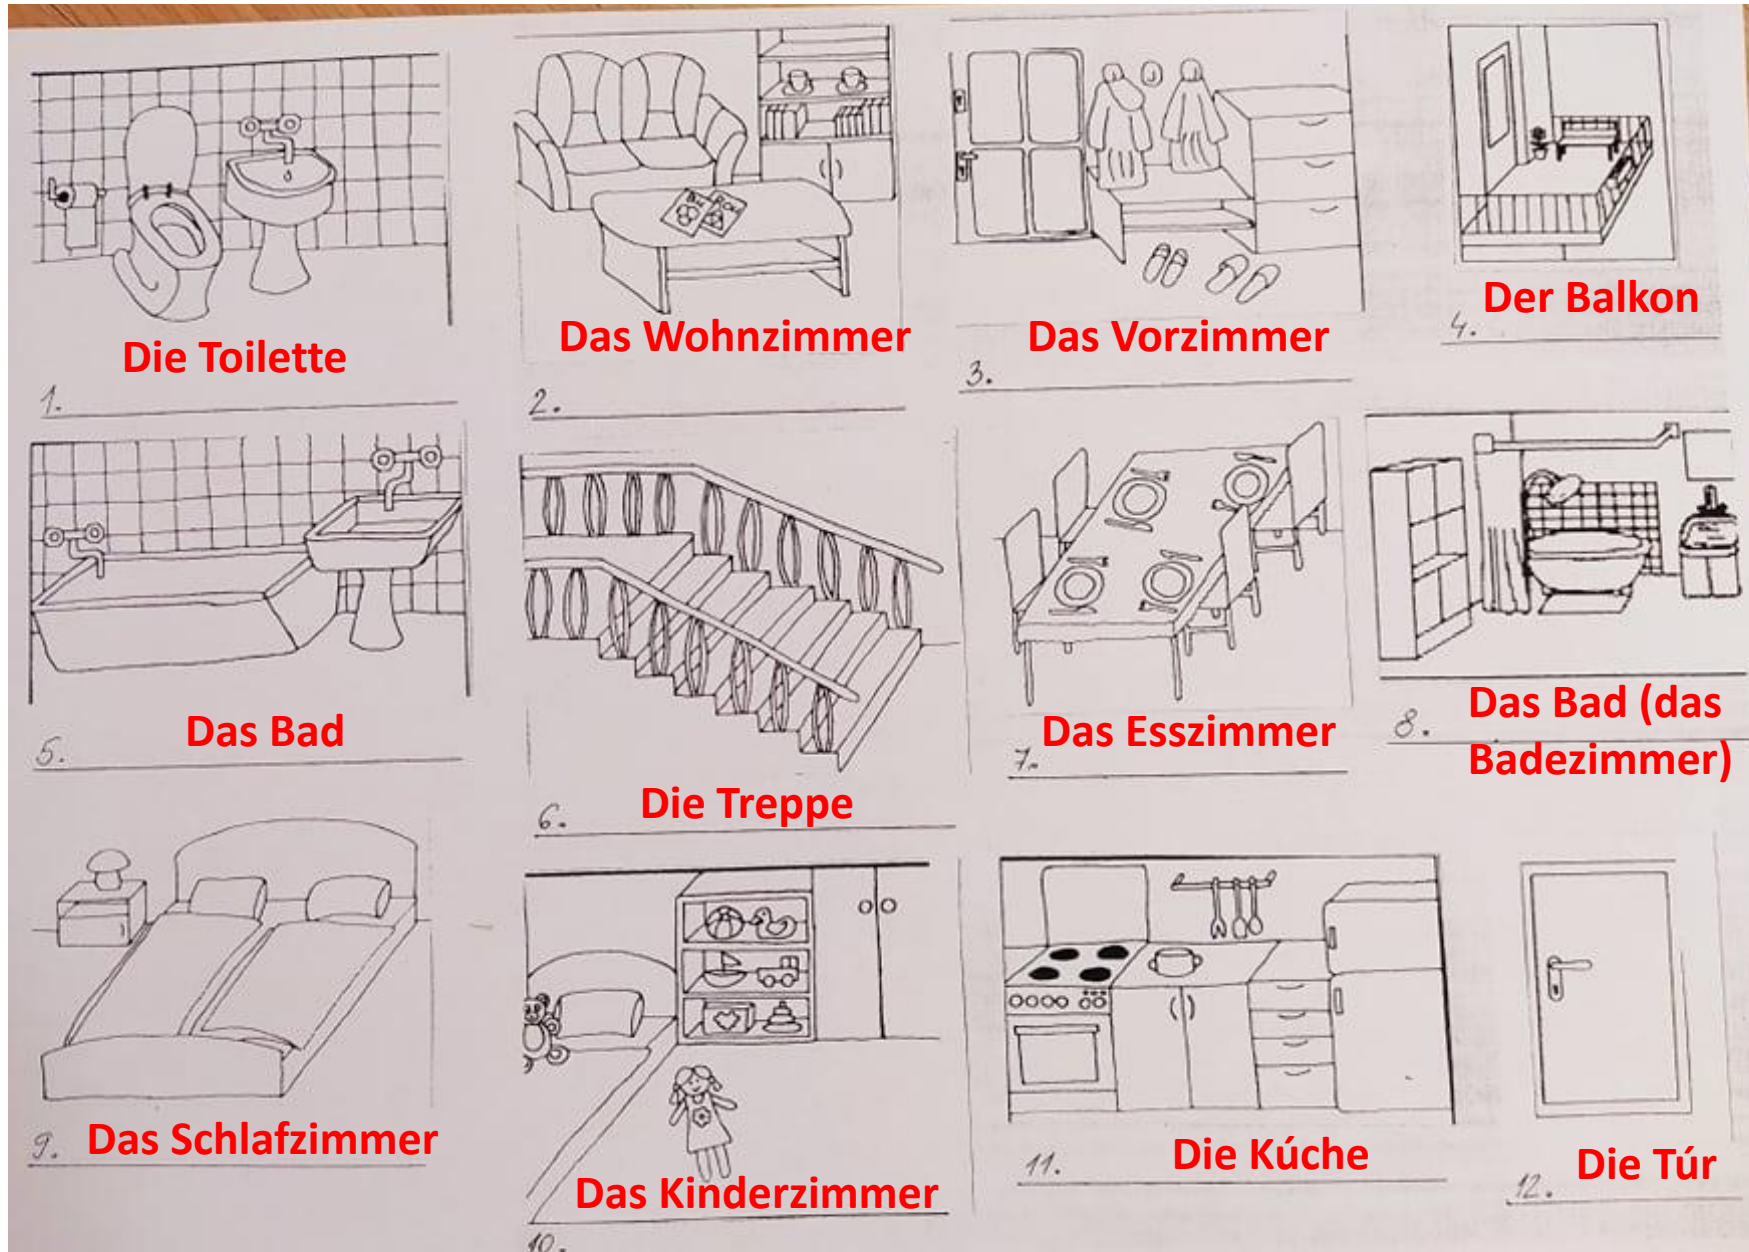 Die Toilette
1.
Das Wohnzimmer
2.
Das Vorzimmer
3.
Der Balkon
4.
Das Bad
5.
Die Treppe
6.
Das Esszimmer
7.
Das Bad (das
Badezimmer)
8.
Das Schlafzimmer
9.
Das Kinderzimmer
10.
Die Kúche
11.
Die Túr
12.